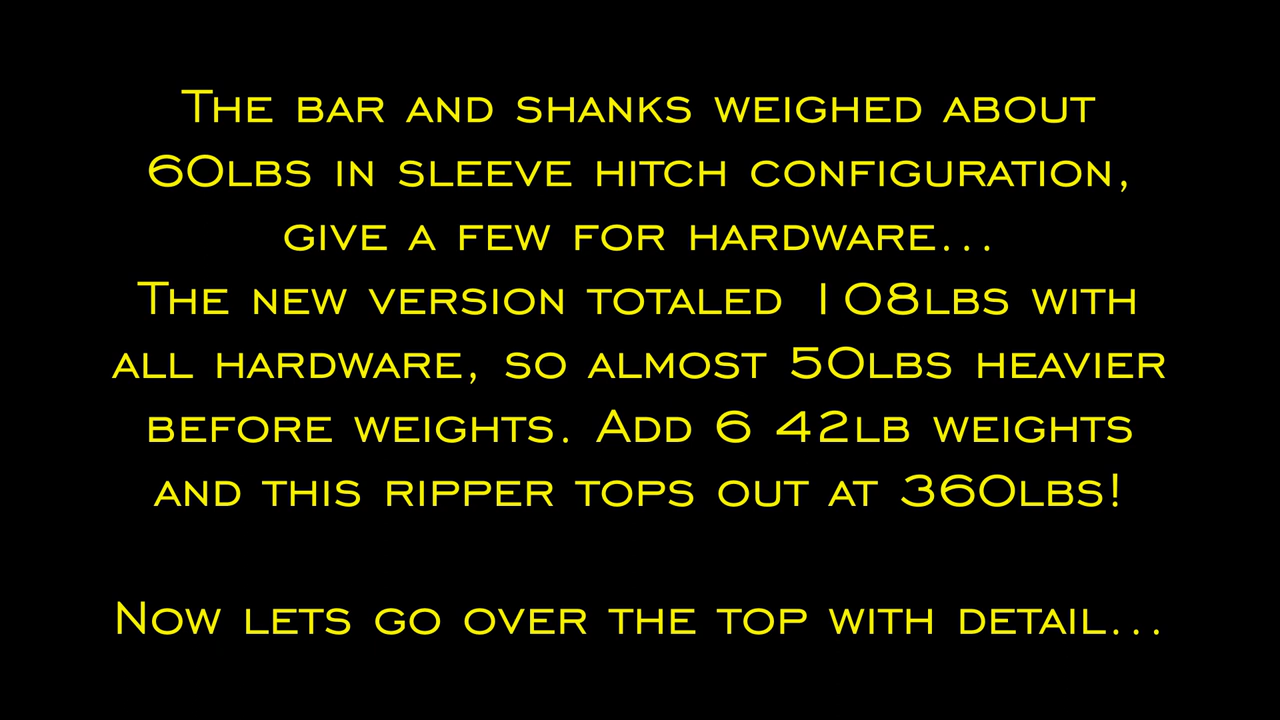 The bar and shanks weighed about
60lbs in sleeve hitch configuration,
give a few for hardware...
The new version totaled 108lbs with
all hardware, so almost 50lbs heavier
before weights. Add 6 42lb weights
and this ripper tops out at 360lbs!
Now lets go over the top with detail...